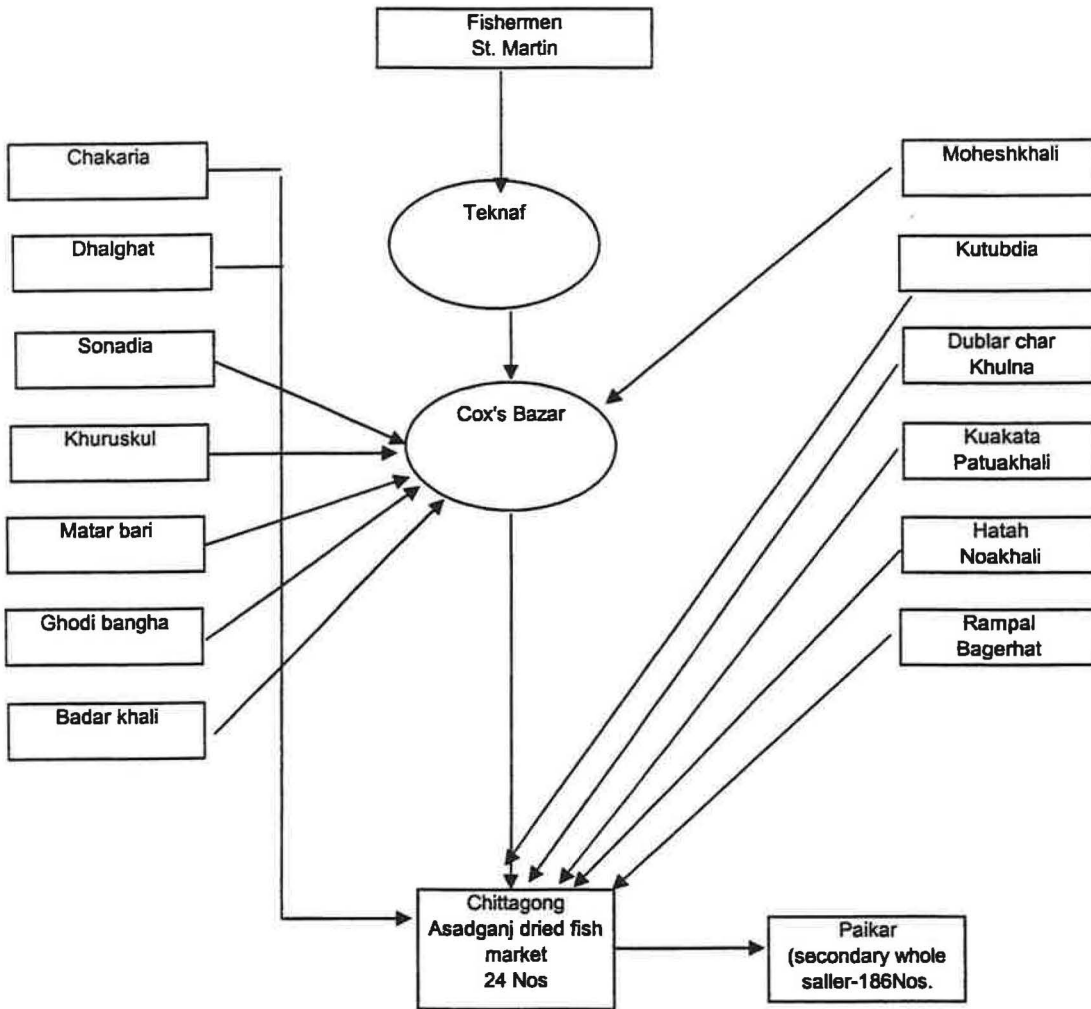 Fishermen
St. Martin
Chakaria
Moheshkhali
Teknaf
Dhalghat
Kutubdia
Sonadia
Dublar char
Khulna
Cox's Bazar
Khuruskul
Kuakata
Patuakhali
Matar bari
Hatah
Noakhali
Ghodi bangha
Rampal
Bagerhat
Badar khali
Chittagong
Asadganj dried fish
market
24 Nos
Paikar
(secondary whole
saller-186Nos.